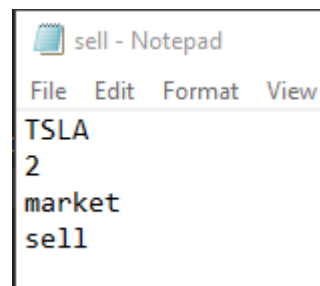 sell - Notepad
File Edit Format View
TSLA
2
market
sell